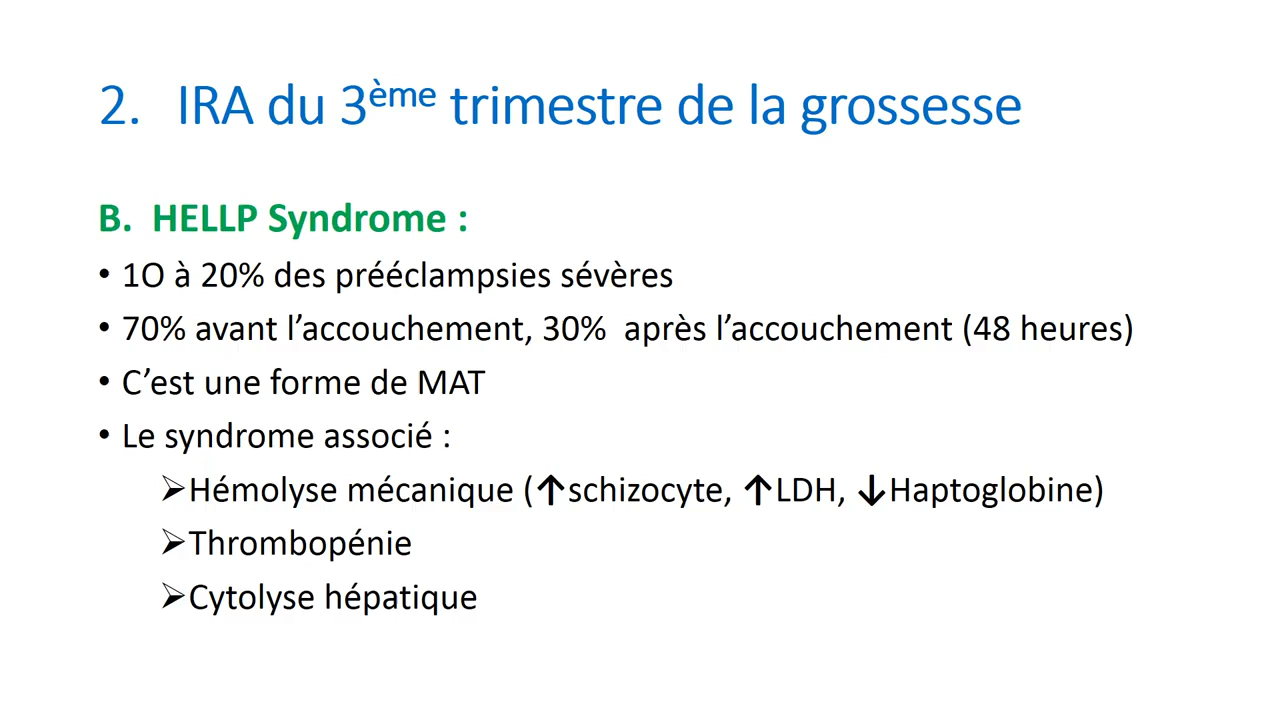 2. IRA du 3ème trimestre de la grossesse
B. HELLP Syndrome :
• 1O à 20% des prééclampsies sévères
• 70% avant l’accouchement, 30% après l’accouchement (48 heures)
• C’est une forme de MAT
• Le syndrome associé :
➢Hémolyse mécanique (↑schizocyte, ↑LDH, ↓Haptoglobine)
➢Thrombopénie
➢Cytolyse hépatique